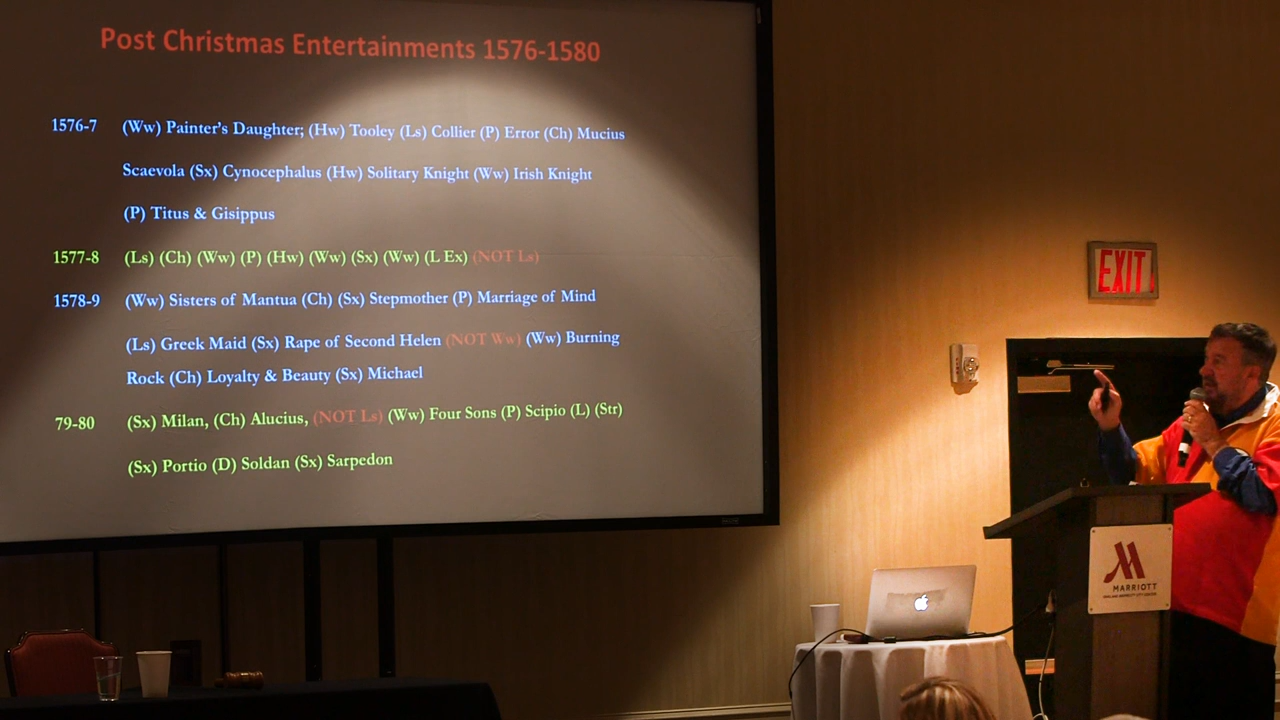 Post Christmas Entertainments 1576-1580
1576-7 (Ww) Painter's Daughter; (Hw) Tooley (Ls) Collier (P) Error (Ch) Mucius
Scaevola (Sx) Cynocephalus (Hw) Solitary Knight (Ww) Irish Knight
(P) Titus & Gisippus
1577-8 (Ls) (Ch) (Ww) (P) (Hw) (Ww) (Sx) (Ww) (L Ex) (NOT Ls)
1578-9 (Ww) Sisters of Mantua (Ch) (Sx) Stepmother (P) Marriage of Mind
(Ls) Greek Maid (Sx) Rape of Second Helen (NOT Ww) (Ww) Burning
Rock (Ch) Loyalty & Beauty (Sx) Michael
79-80 (Sx) Milan, (Ch) Alucius, (NOT Ls) (Ww) Four Sons (P) Scipio (L) (Str)
(Sx) Portio (D) Soldan (Sx) Sarpedon
EXIT
MARRIOTT